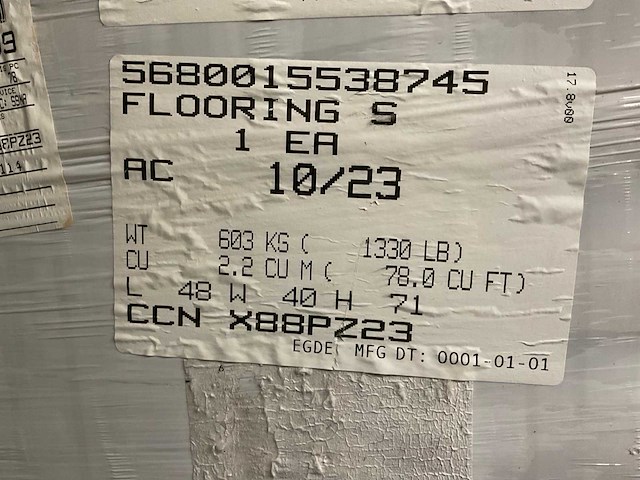 5680015538745
FLOORING S
1 EA
AC 10/23
WT 603 KG ( 1330 LB)
CU 2.2 CU M ( 78.0 CU FT)
L 48 W 40 H 71
CCN X88PZ23
EGDE MFG DT: 0001-01-01